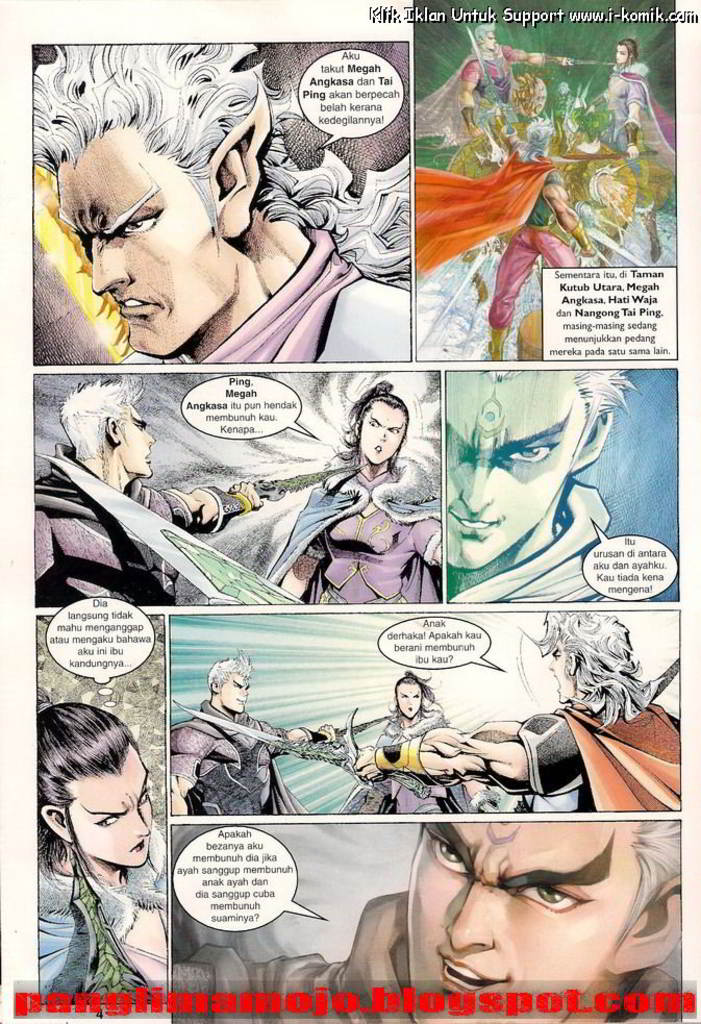 Klik Iklan Untuk Support www.i-komik.com
Aku
takut Megah
Angkasa dan Tai
Ping akan berpecah
belah kerana
kedegilannya!
Sementara itu, di Taman
Kutub Utara, Megah
Angkasa, Hati Waja
dan Nangong Tai Ping,
masing-masing sedang
menunjukkan pedang
mereka pada satu sama lain.
Ping,
Megah
Angkasa itu pun hendak
membunuh kau.
Kenapa...
Itu
urusan di antara
aku dan ayahku.
Kau tiada kena
mengena!
Dia
langsung tidak
mahu menganggap
atau mengaku bahawa
aku ini ibu
kandungnya...
Anak
derhaka! Apakah kau
berani membunuh
ibu kau?
Apakah
bezanya aku
membunuh dia jika
ayah sanggup membunuh
anak ayah dan
dia sanggup cuba
membunuh
suaminya?
panglimamojo.blogspot.com
4